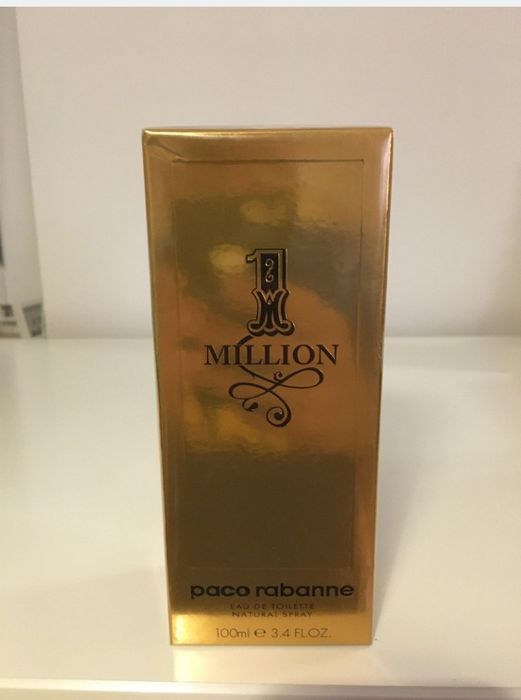 1
MILLION
paco rabanne
EAU DE TOILETTE
NATURAL SPRAY
100ml ℮ 3.4 FL.OZ.